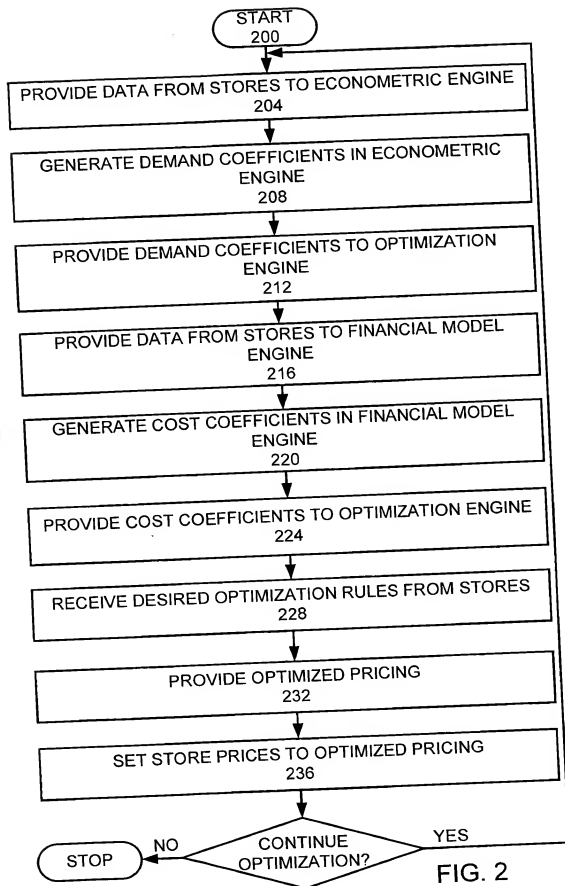 START
200
PROVIDE DATA FROM STORES TO ECONOMETRIC ENGINE
204
GENERATE DEMAND COEFFICIENTS IN ECONOMETRIC
ENGINE
208
PROVIDE DEMAND COEFFICIENTS TO OPTIMIZATION
ENGINE
212
PROVIDE DATA FROM STORES TO FINANCIAL MODEL
ENGINE
216
GENERATE COST COEFFICIENTS IN FINANCIAL MODEL
ENGINE
220
PROVIDE COST COEFFICIENTS TO OPTIMIZATION ENGINE
224
RECEIVE DESIRED OPTIMIZATION RULES FROM STORES
228
PROVIDE OPTIMIZED PRICING
232
SET STORE PRICES TO OPTIMIZED PRICING
236
STOP
NO
CONTINUE
OPTIMIZATION?
YES
FIG. 2